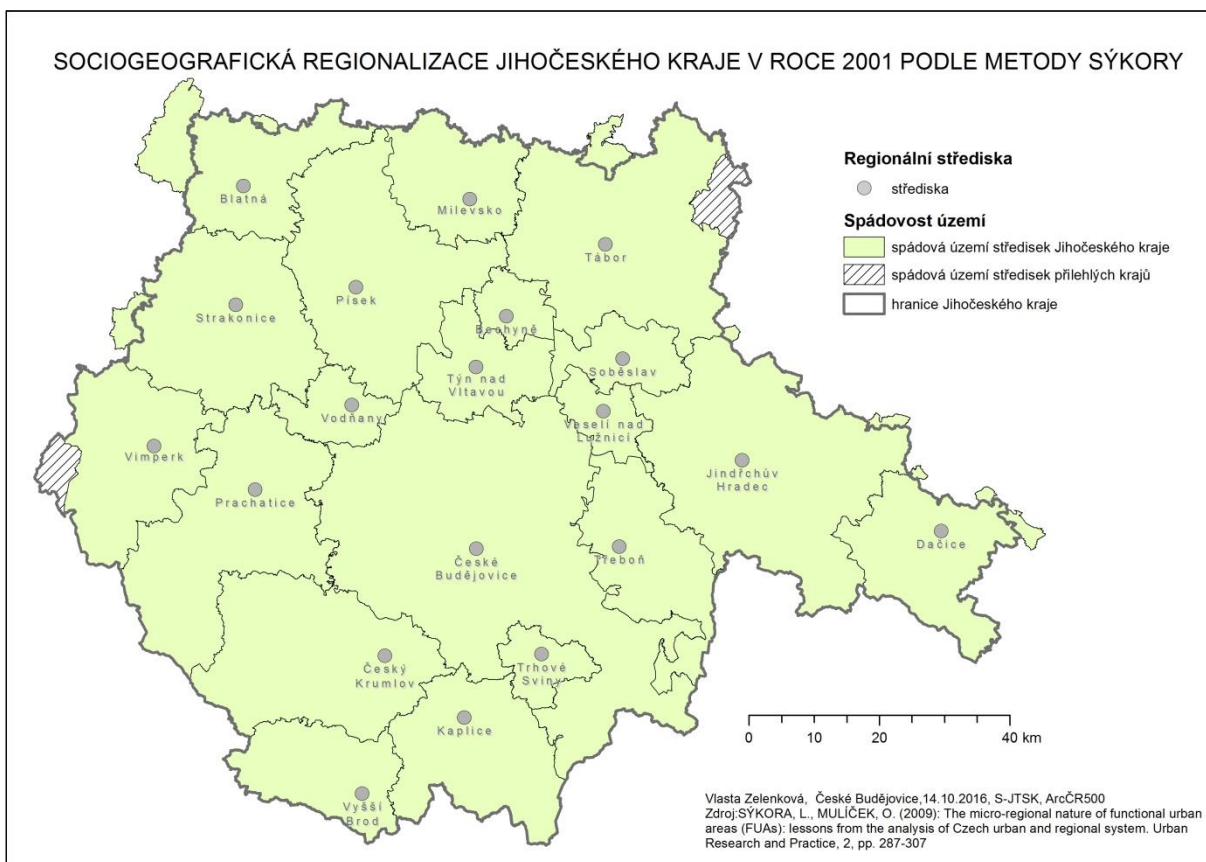 SOCIOGEOGRAFICKÁ REGIONALIZACE JIHOČESKÉHO KRAJE V ROCE 2001 PODLE METODY SÝKORY
Regionální střediska
střediska
Spádovost území
spádová území středisek Jihočeského kraje
spádová území středisek přilehlých krajů
hranice Jihočeského kraje
Blatná
Milevsko
Tábor
Písek
Strakonice
Bechyně
Týn nad
Vltavou
Soběslav
Vodňany
Veselí nad
Lužnicí
Vimperk
Jindřchův
Hradec
Prachatice
Dačice
České
Budějovice
Třeboň
Český
Krumlov
Trhové
Sviny
Kaplice
Vyšší
Brod
0 20 40 km
Vlasta Zelenková, České Budějovice,14.10.2016, S-JTSK, ArcČR500
Zdroj:SÝKORA, L., MULÍČEK, O. (2009): The micro-regional nature of functional urban
areas (FUAs): lessons from the analysis of Czech urban and regional system. Urban
Research and Practice, 2, pp. 287-307